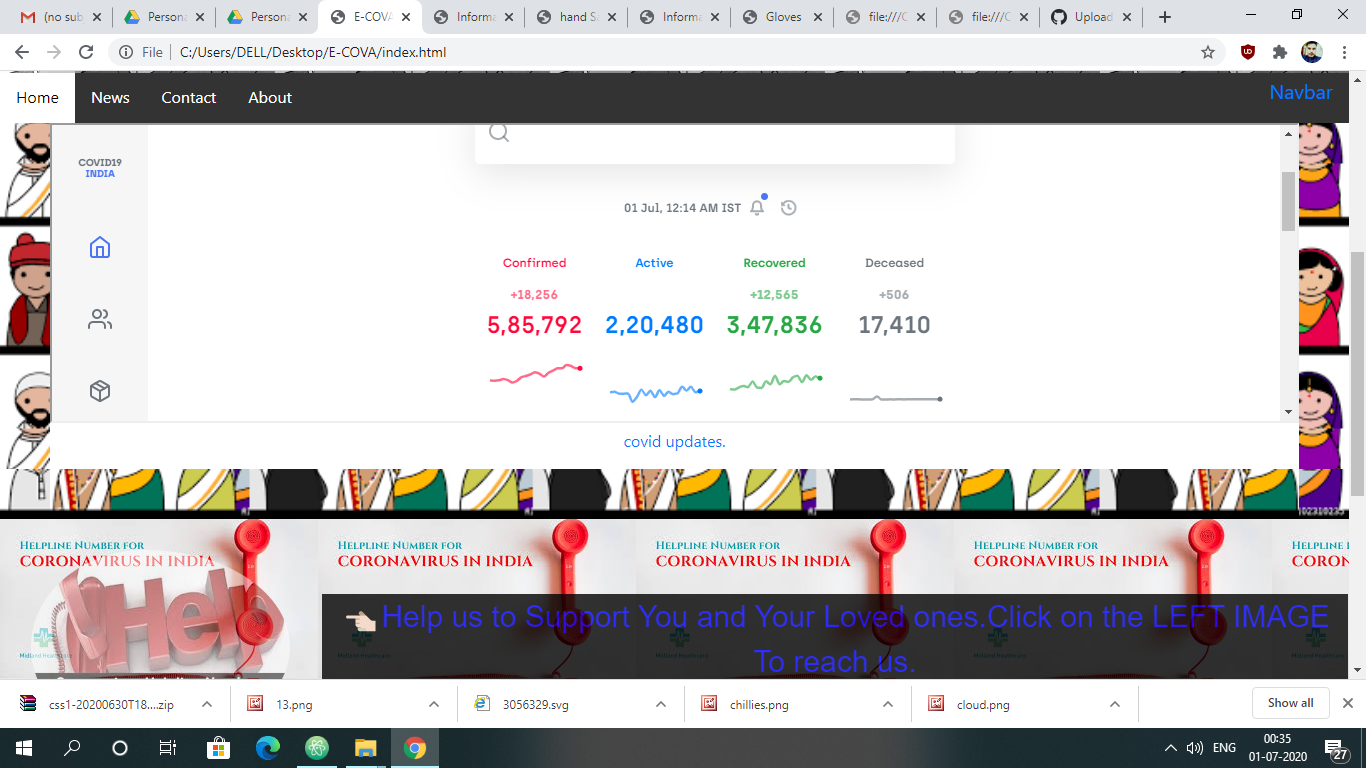 (no sub
Persona
Persona
E-COVA
Informa
hand Sa
Informa
Gloves
file:///C
file:///C
Upload
File
C:/Users/DELL/Desktop/E-COVA/index.html
Home
News
Contact
About
Navbar
COVID19
INDIA
01 Jul, 12:14 AM IST
Confirmed
Active
Recovered
Deceased
+18,256
+12,565
+506
5,85,792
2,20,480
3,47,836
17,410
covid updates.
Helpline Number for
CORONAVIRUS IN INDIA
Helpline Number for
CORONAVIRUS IN INDIA
Helpline Number for
CORONAVIRUS IN INDIA
Helpline Number for
CORONAVIRUS IN INDIA
Helpline
CORON
Help
Help us to Support You and Your Loved ones.Click on the LEFT IMAGE
To reach us.
css1-20200630T18....zip
13.png
3056329.svg
chillies.png
cloud.png
Show all
ENG
00:35
01-07-2020
27